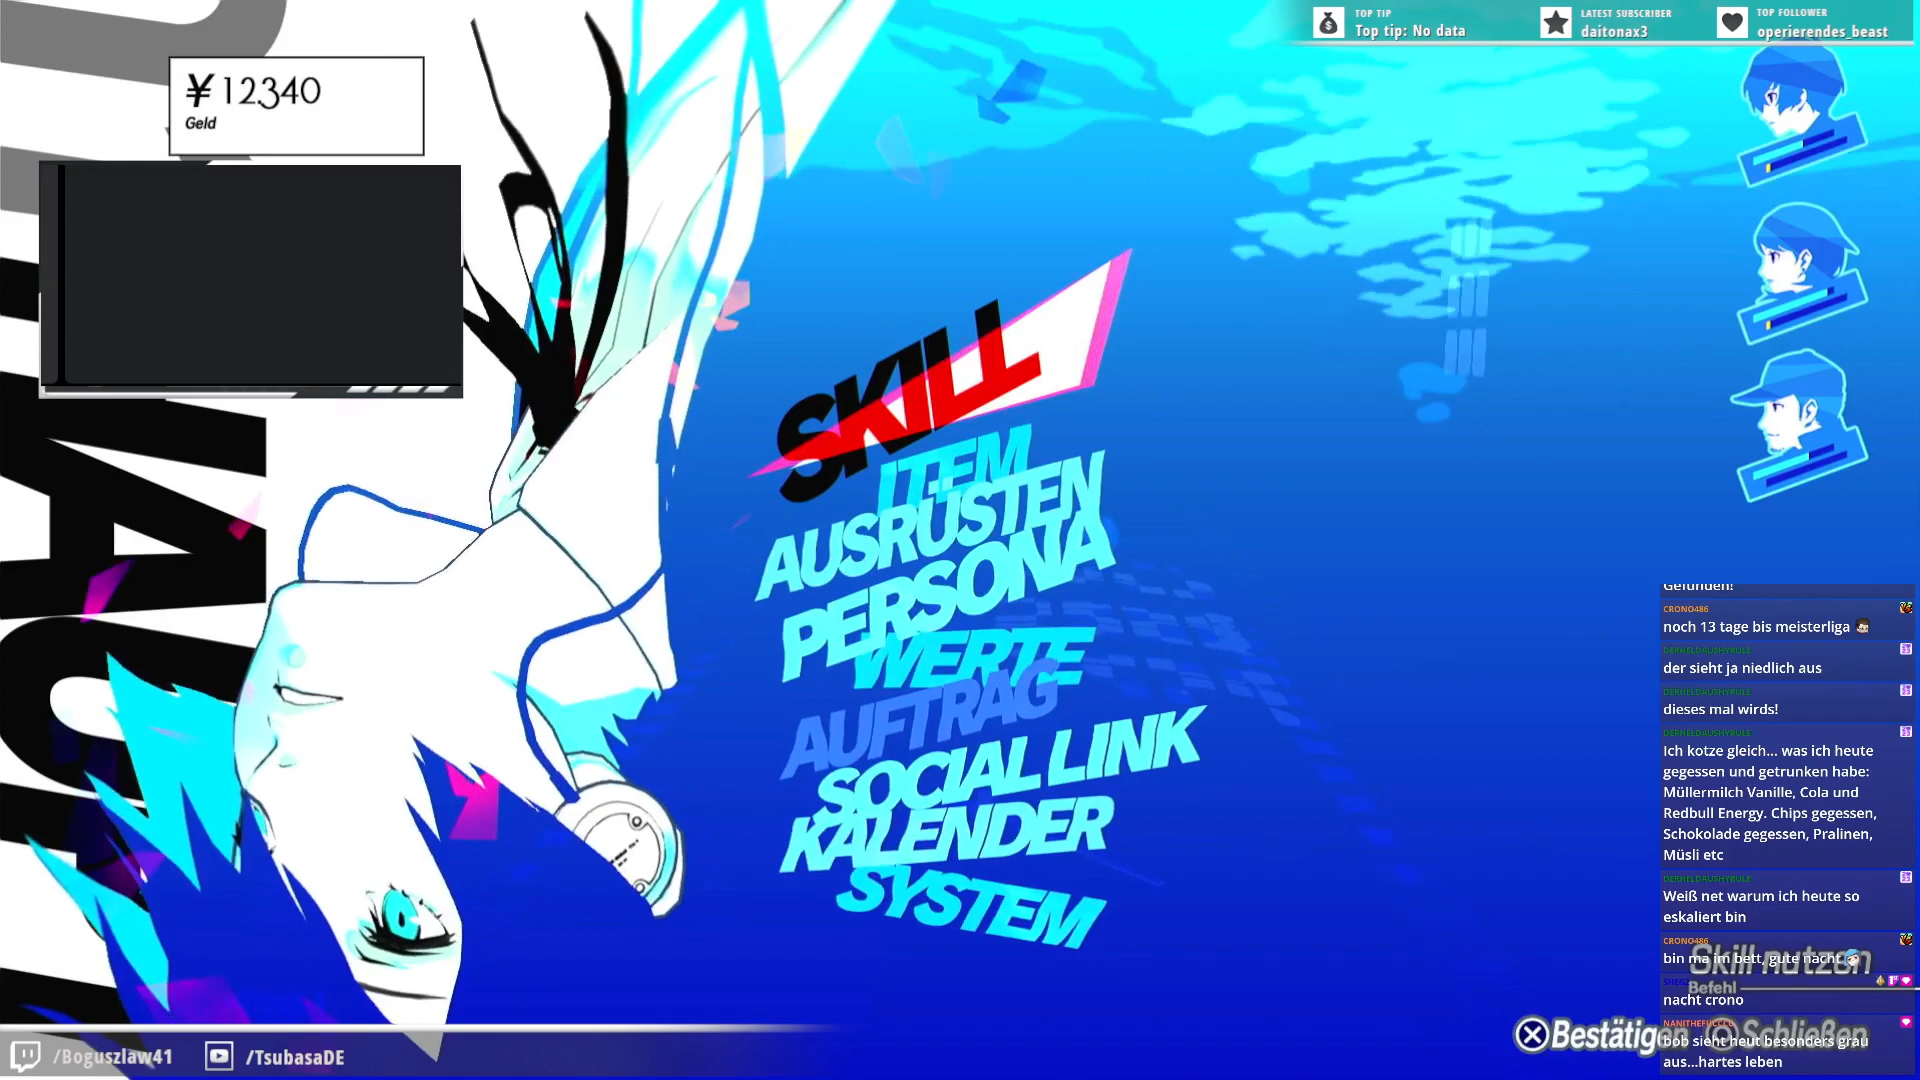 TOP TIP
Top tip: No data
LATEST SUBSCRIBER
daitonax3
TOP FOLLOWER
operierendes_beast
¥12340
Geld
SKILL
ITEM
AUSRÜSTEN
PERSONA
WERTE
AUFTRAG
SOCIAL LINK
KALENDER
SYSTEM
Gefunden!
CRONO486
noch 13 tage bis meisterliga
DERHELDAUSHYRULE
der sieht ja niedlich aus
DERHELDAUSHYRULE
dieses mal wirds!
DERHELDAUSHYRULE
Ich kotze gleich... was ich heute
gegessen und getrunken habe:
Müllermilch Vanille, Cola und
Redbull Energy. Chips gegessen,
Schokolade gegessen, Pralinen,
Müsli etc
DERHELDAUSHYRULE
Weiß net warum ich heute so
eskaliert bin
CRONO486
bin ma im bett, gute nacht
Skill nutzen
Befehl
nacht crono
bob sieht heut besonders grau
aus...hartes leben
Bestätigen
Schließen
/Boguszlaw41
/TsubasaDE